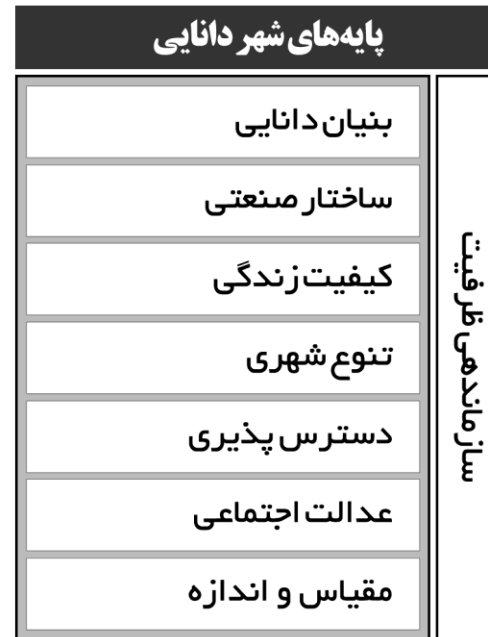 پایه‌های شهر دانایی
سازماندهی ظرفیت
بنیان دانایی
ساختار صنعتی
کیفیت زندگی
تنوع شهری
دسترس پذیری
عدالت اجتماعی
مقیاس و اندازه